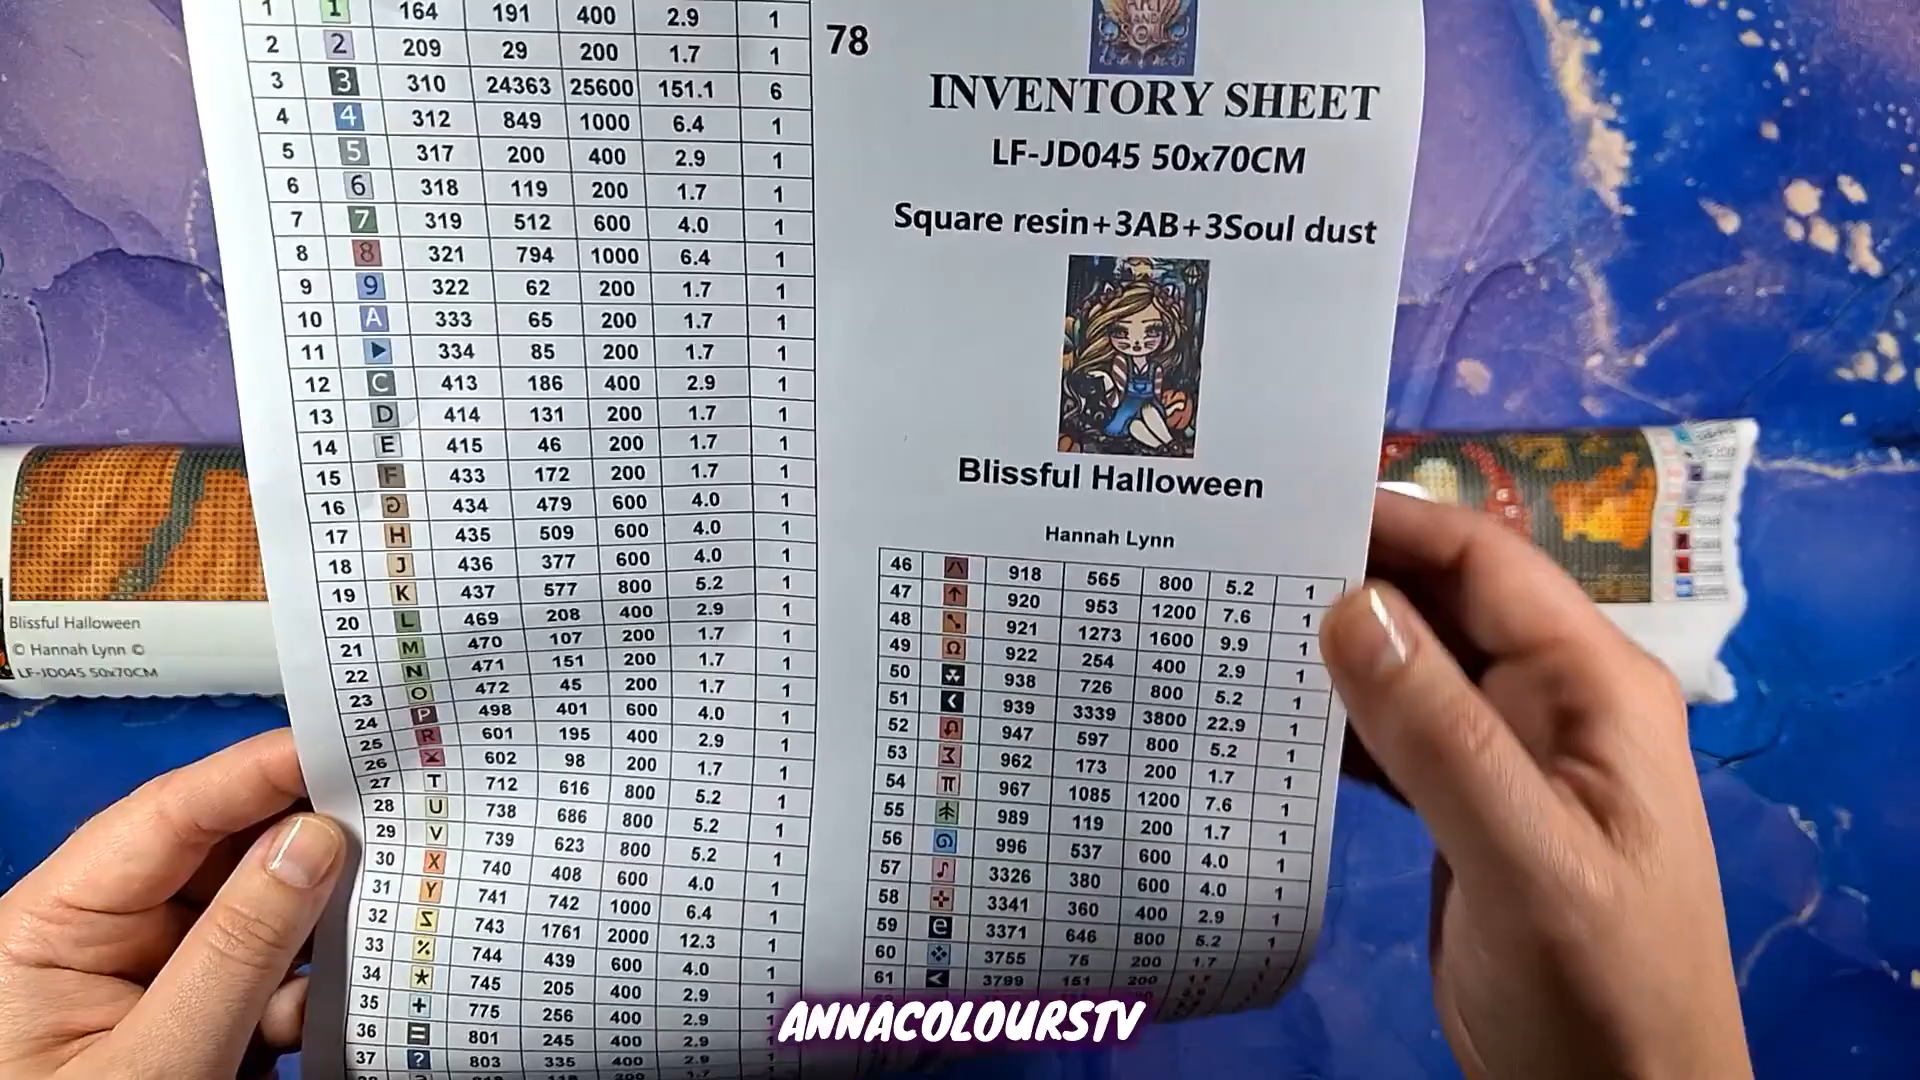 1 1 164 191 400 2.9 1
2 2 209 29 200 1.7 1
3 3 310 24363 25600 151.1 6
4 4 312 849 1000 6.4 1
5 5 317 200 400 2.9 1
6 6 318 119 200 1.7 1
7 7 319 512 600 4.0 1
8 8 321 794 1000 6.4 1
9 9 322 62 200 1.7 1
10 A 333 65 200 1.7 1
11 334 85 200 1.7 1
12 C 413 186 400 2.9 1
13 D 414 131 200 1.7 1
14 E 415 46 200 1.7 1
15 F 433 172 200 1.7 1
16 G 434 479 600 4.0 1
17 H 435 509 600 4.0 1
18 J 436 377 600 4.0 1
19 K 437 577 800 5.2 1
20 L 469 208 400 2.9 1
21 M 470 107 200 1.7 1
22 N 471 151 200 1.7 1
23 O 472 45 200 1.7 1
24 P 498 401 600 4.0 1
25 R 601 195 400 2.9 1
26 602 98 200 1.7 1
27 T 712 616 800 5.2 1
28 U 738 686 800 5.2 1
29 V 739 623 800 5.2 1
30 X 740 408 600 4.0 1
31 Y 741 742 1000 6.4 1
32 743 1761 2000 12.3 1
33 % 744 439 600 4.0 1
34 ★ 745 205 400 2.9 1
35 + 775 256 400 2.9 1
36 = 801 245 400 2.9 1
37 ? 803 335 400 2.9 1
78
ART AND SOUL
INVENTORY SHEET
LF-JD045 50x70CM
Square resin+3AB+3Soul dust
Blissful Halloween
Hannah Lynn
46 918 565 800 5.2 1
47 ↑ 920 953 1200 7.6 1
48 921 1273 1600 9.9 1
49 Ω 922 254 400 2.9 1
50 938 726 800 5.2 1
51 939 3339 3800 22.9 1
52 947 597 800 5.2 1
53 962 173 200 1.7 1
54 π 967 1085 1200 7.6 1
55 989 119 200 1.7 1
56 996 537 600 4.0 1
57 ♪ 3326 380 600 4.0 1
58 3341 360 400 2.9 1
59 e 3371 646 800 5.2 1
60 3755 75 200 1.7 1
61 3799 151 200
Blissful Halloween
© Hannah Lynn ©
LF-JD045 50x70CM
ANNACOLOURSTV